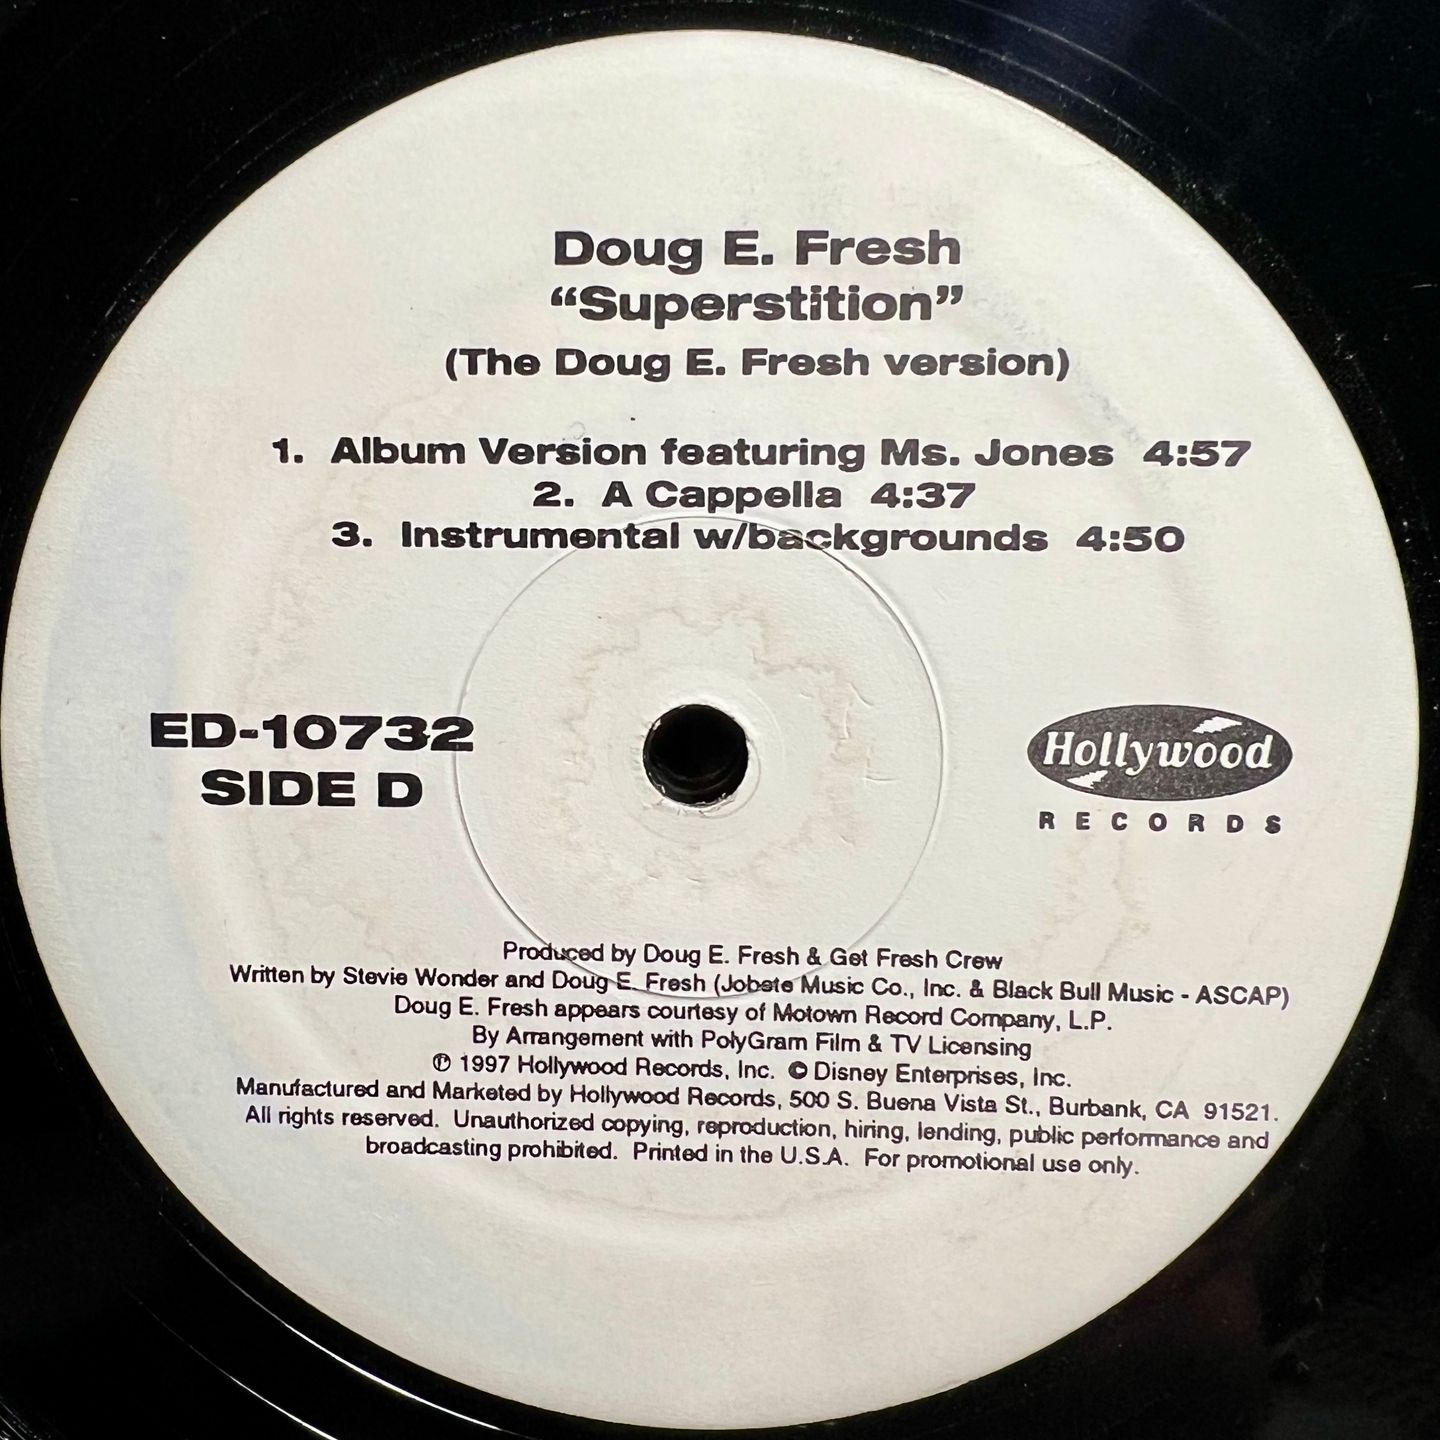 Doug E. Fresh
“Superstition”
(The Doug E. Fresh version)
1. Album Version featuring Ms. Jones 4:57
2. A Cappella 4:37
3. Instrumental w/backgrounds 4:50
ED-10732
SIDE D
Hollywood
RECORDS
Produced by Doug E. Fresh & Get Fresh Crew
Written by Stevie Wonder and Doug E. Fresh (Jobete Music Co., Inc. & Black Bull Music - ASCAP)
Doug E. Fresh appears courtesy of Motown Record Company, L.P.
By Arrangement with PolyGram Film & TV Licensing
℗ 1997 Hollywood Records, Inc. © Disney Enterprises, Inc.
Manufactured and Marketed by Hollywood Records, 500 S. Buena Vista St., Burbank, CA 91521.
All rights reserved. Unauthorized copying, reproduction, hiring, lending, public performance and
broadcasting prohibited. Printed in the U.S.A. For promotional use only.